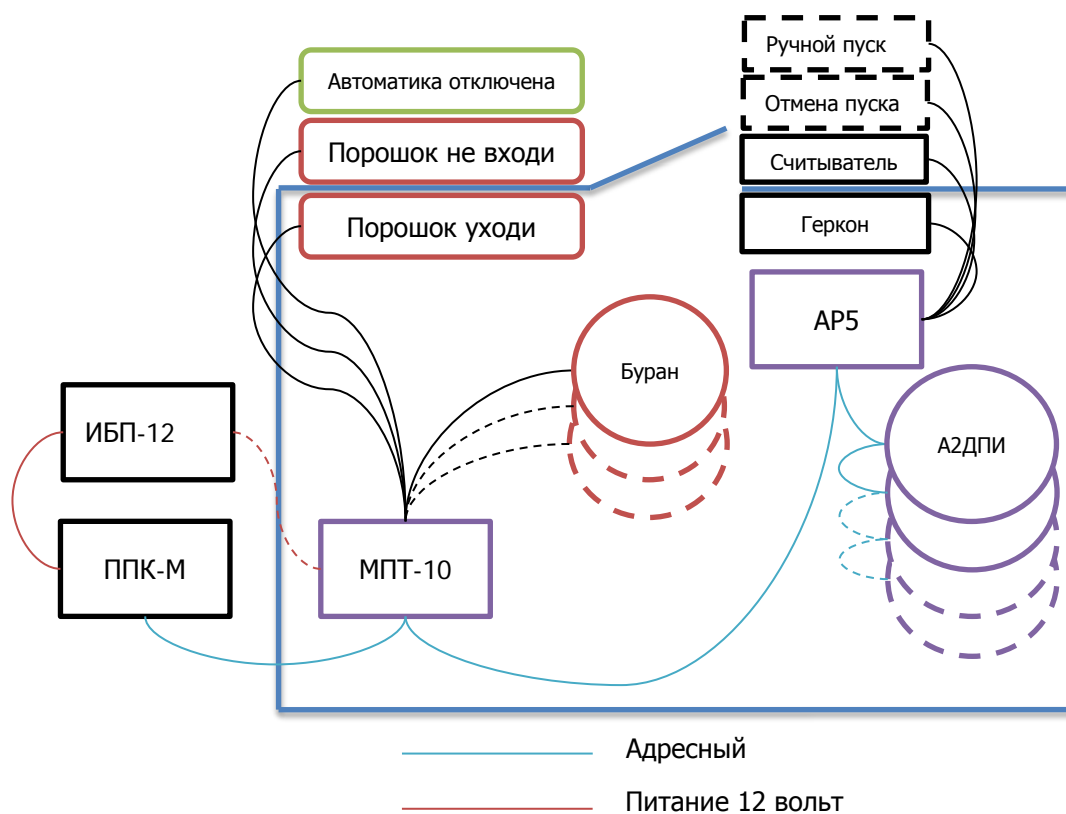 Ручной пуск
Автоматика отключена
Отмена пуска
Порошок не входи
Считыватель
Порошок уходи
Геркон
АР5
Буран
ИБП-12
А2ДПИ
ППК-М
МПТ-10
Адресный
Питание 12 вольт